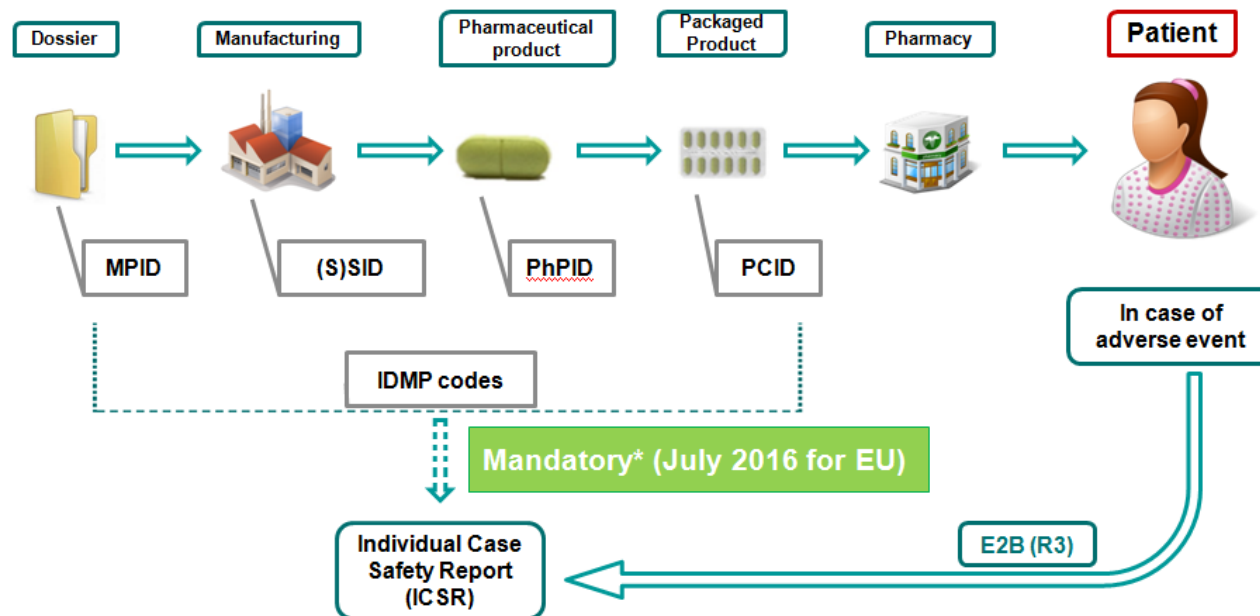 Dossier
Manufacturing
Pharmaceutical
product
Packaged
Product
Pharmacy
Patient
MPID
(S)SID
PhPID
PCID
In case of
adverse event
IDMP codes
Mandatory* (July 2016 for EU)
Individual Case
Safety Report
(ICSR)
E2B (R3)